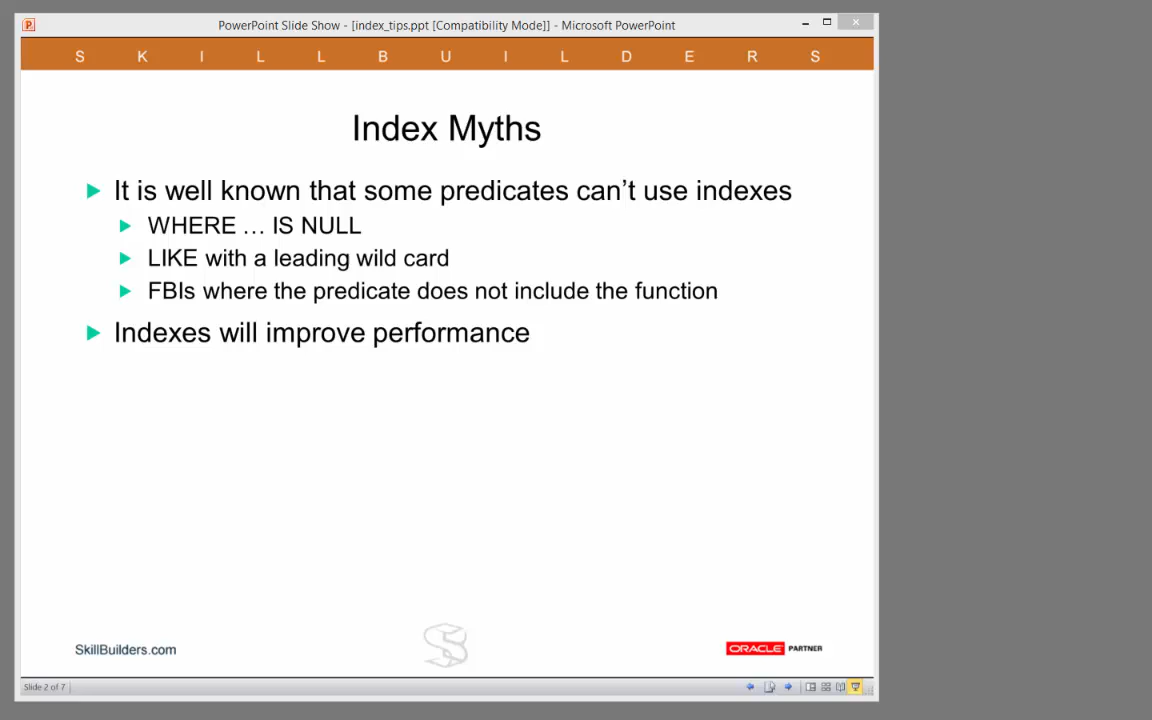 PowerPoint Slide Show - [index_tips.ppt [Compatibility Mode]] - Microsoft PowerPoint
S K I L L B U I L D E R S
Index Myths
It is well known that some predicates can’t use indexes
WHERE … IS NULL
LIKE with a leading wild card
FBIs where the predicate does not include the function
Indexes will improve performance
SkillBuilders.com
ORACLE PARTNER
Slide 2 of 7